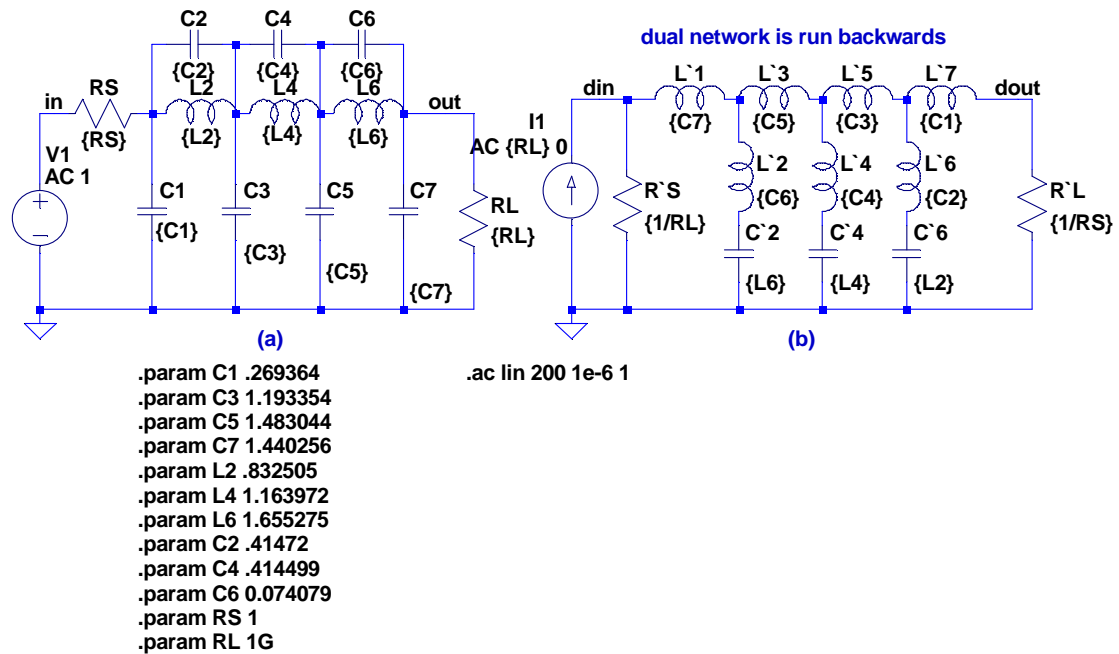 C2 C4 C6
{C2} {C4} {C6}
L2 L4 L6
{L2} {L4} {L6}
in RS out
{RS}
V1
AC 1
C1 C3 C5 C7
{C1} {C3} {C5} {C7}
RL
{RL}
(a)
dual network is run backwards
L`1 L`3 L`5 L`7
{C7} {C5} {C3} {C1}
din dout
I1
AC {RL} 0
R`S
{1/RL}
L`2 L`4 L`6
{C6} {C4} {C2}
C`2 C`4 C`6
{L6} {L4} {L2}
R`L
{1/RS}
(b)
.param C1 .269364
.param C3 1.193354
.param C5 1.483044
.param C7 1.440256
.param L2 .832505
.param L4 1.163972
.param L6 1.655275
.param C2 .41472
.param C4 .414499
.param C6 0.074079
.param RS 1
.param RL 1G
.ac lin 200 1e-6 1